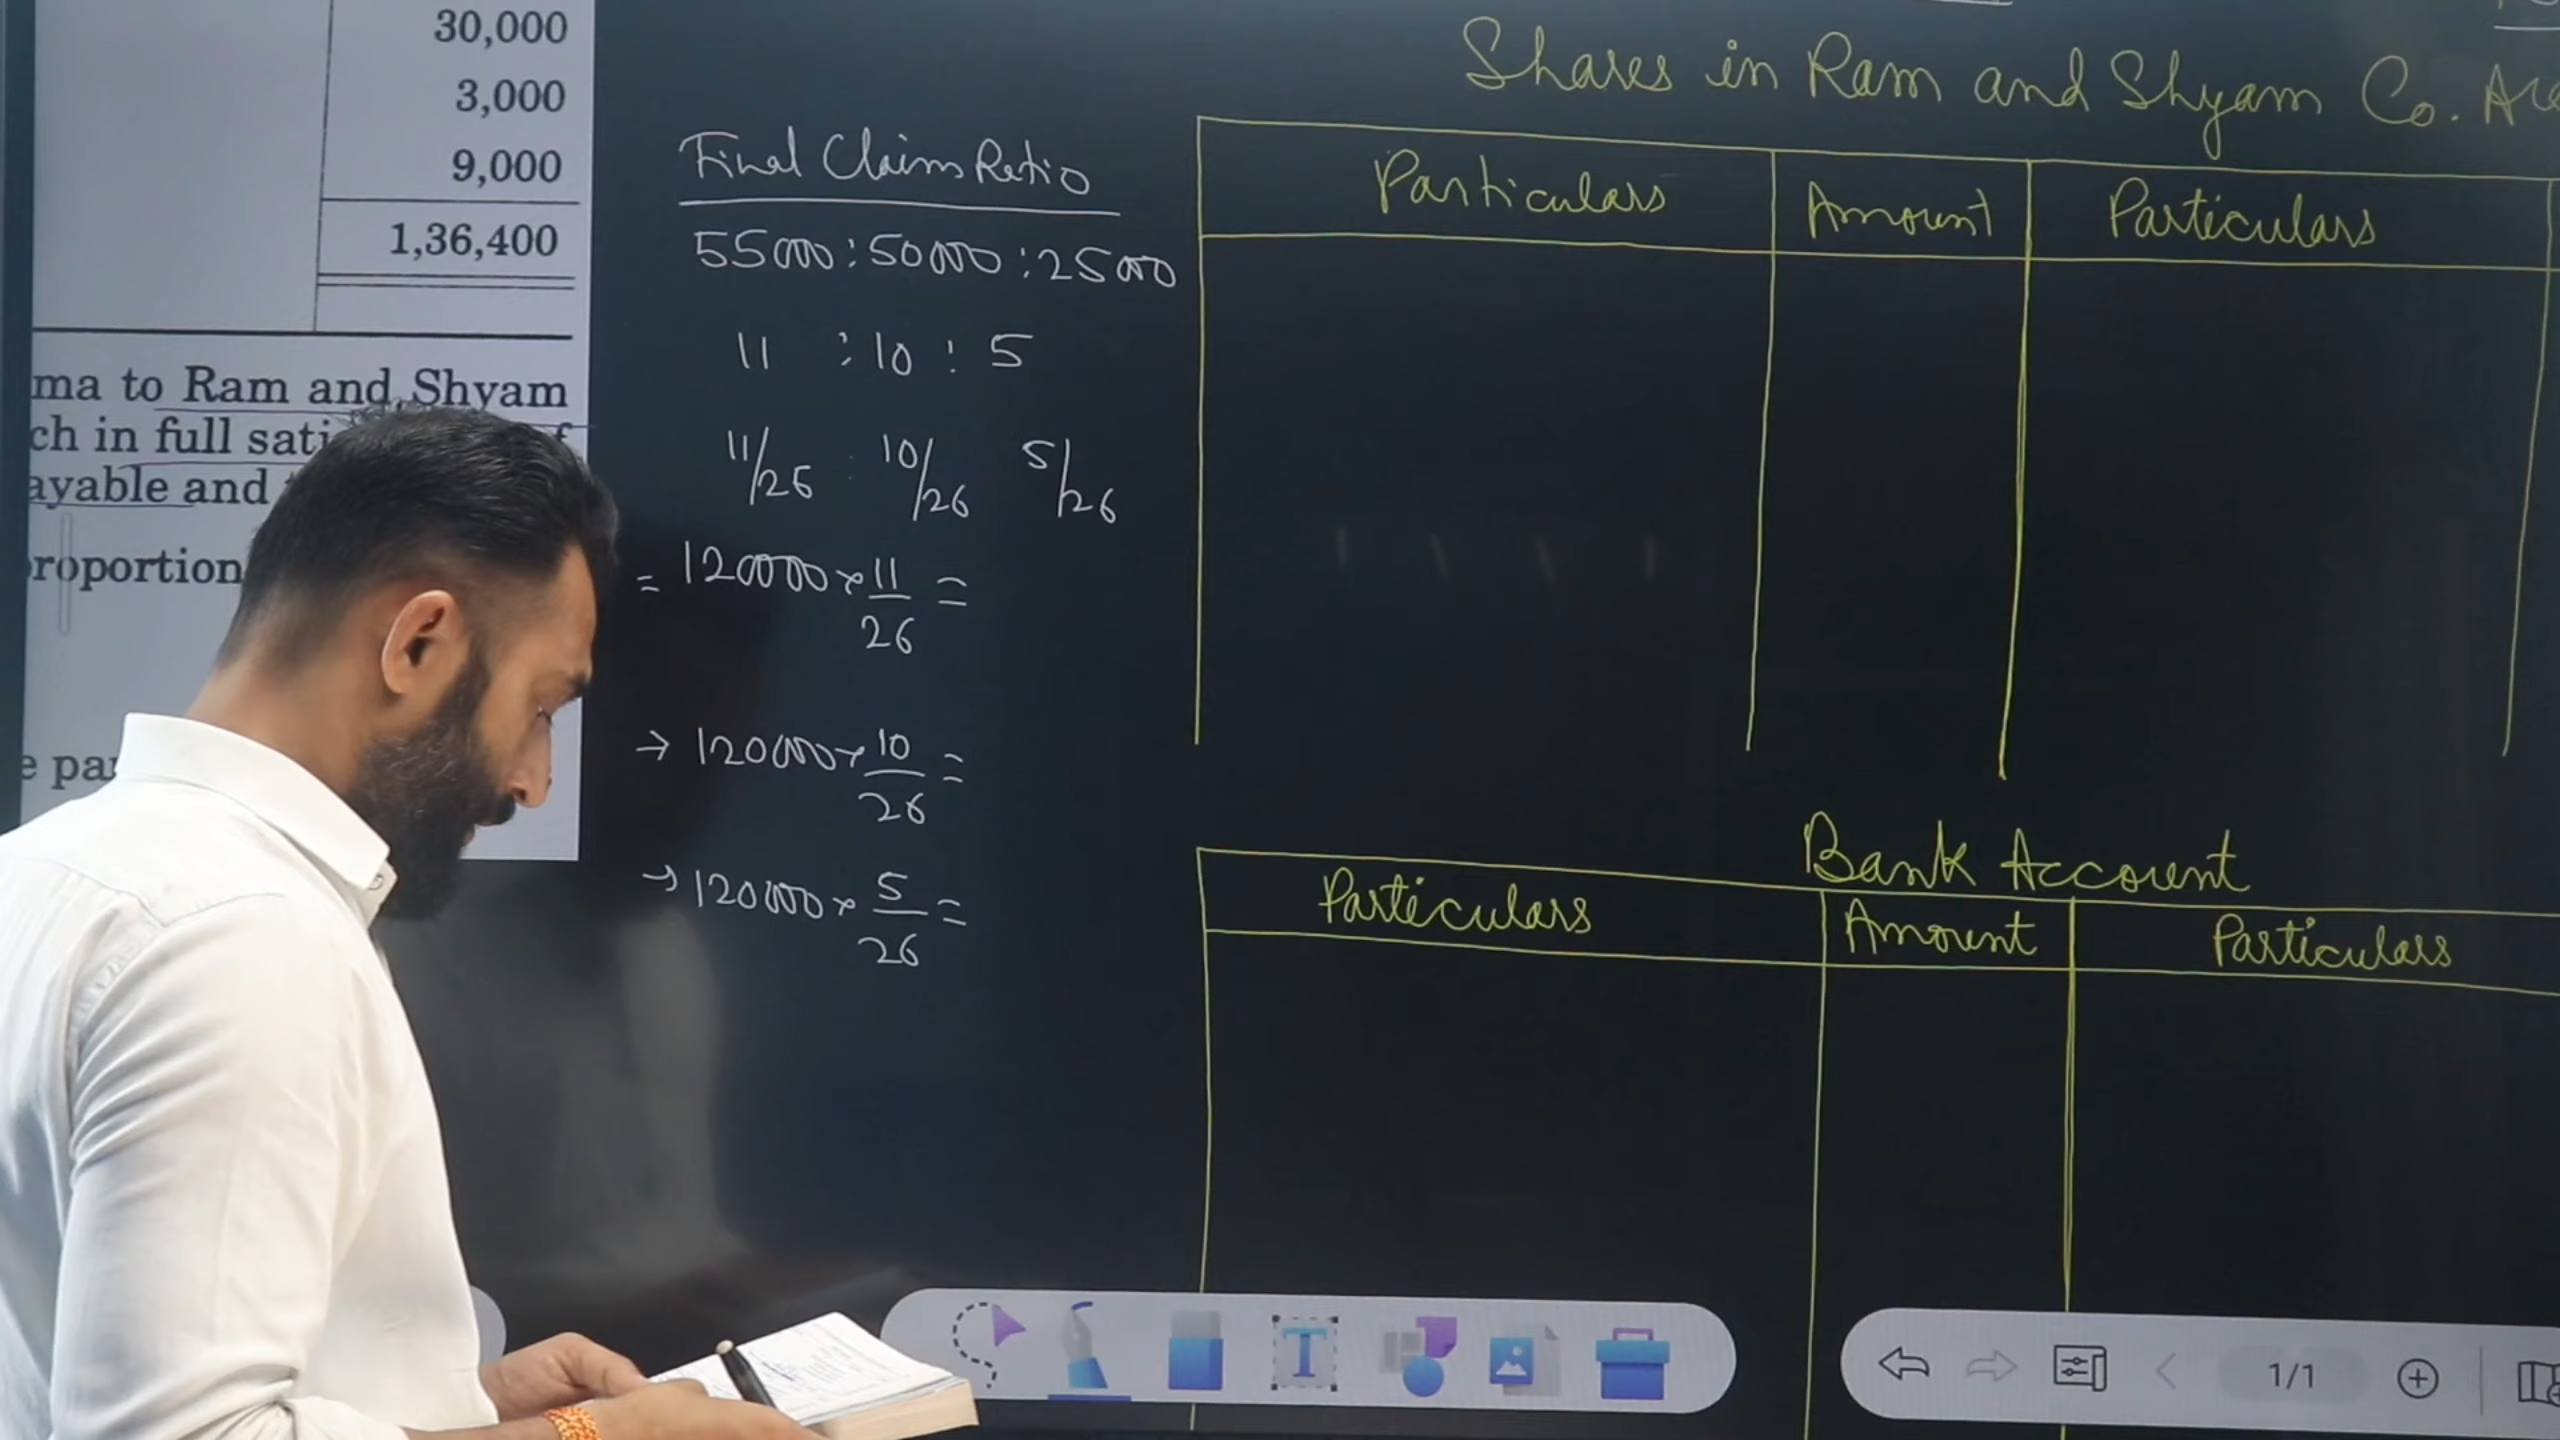 30,000
3,000
9,000
1,36,400
ma to Ram and Shyam
ch in full
ayable and
proportion
Final Claim Ratio
55000 : 50000 : 25000
11 : 10 : 5
11/26 : 10/26 5/26
= 120000 × 11/26 =
→ 120000 × 10/26 =
→ 120000 × 5/26 =
Shares in Ram and Shyam Co.
Particulars Amount Particulars
Bank Account
Particulars Amount Particulars
T
1/1